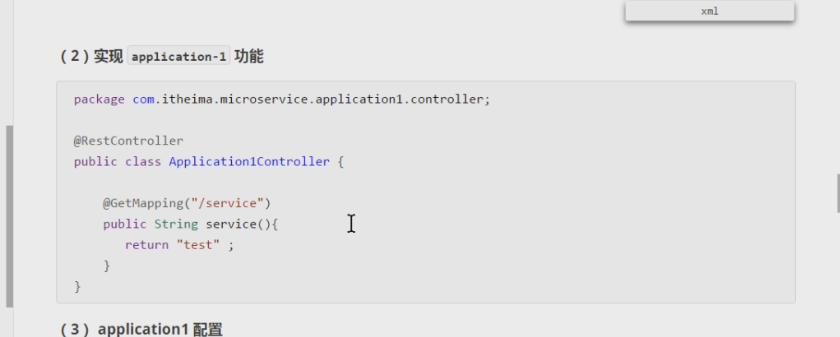 xml
（2）实现 application-1 功能
package com.itheima.microservice.application1.controller;
@RestController
public class Application1Controller {
@GetMapping("/service")
public String service(){
return "test" ;
}
}
（3）application1 配置